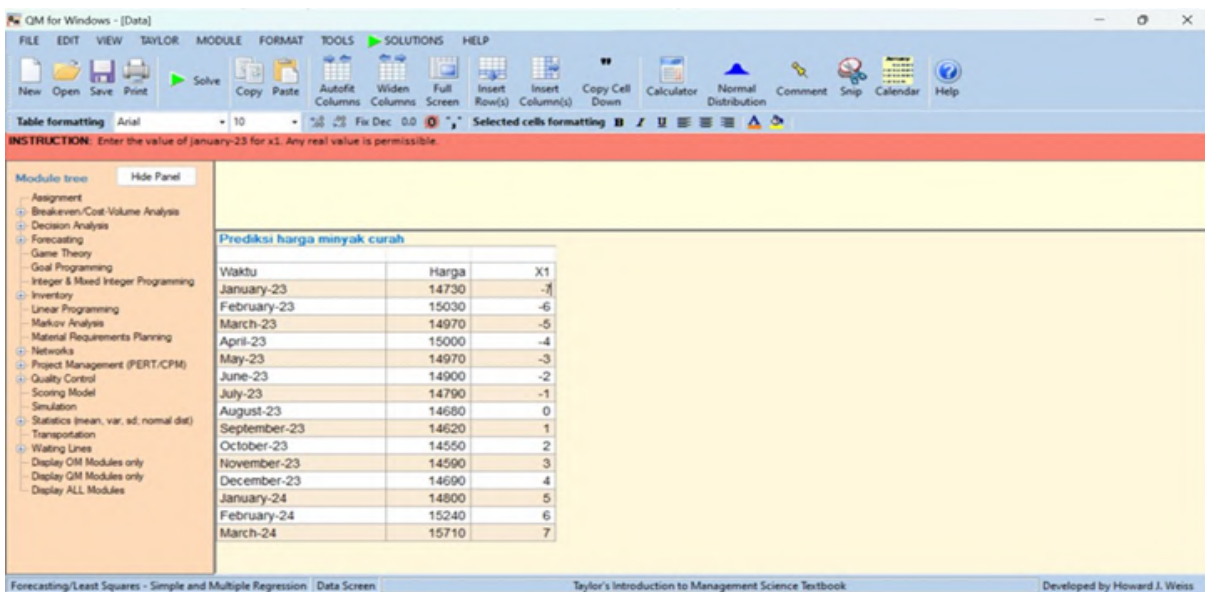 QM for Windows - [Data]
FILE EDIT VIEW TAYLOR MODULE FORMAT TOOLS SOLUTIONS HELP
New Open Save Print Solve Copy Paste Autofit Columns Widen Columns Full Screen Insert Row(s) Insert Column(s) Copy Cell Down Calculator Normal Distribution Comment Snip Calendar Help
Table formatting Arial 10 Fix Dec 0.0 Selected cells formatting B I U
INSTRUCTION: Enter the value of January-23 for x1. Any real value is permissible.
Module tree Hide Panel
Assignment
Breakeven/Cost-Volume Analysis
Decision Analysis
Forecasting
Game Theory
Goal Programming
Integer & Mixed Integer Programming
Inventory
Linear Programming
Markov Analysis
Material Requirements Planning
Networks
Project Management (PERT/CPM)
Quality Control
Scoring Model
Simulation
Statistics (mean, var, sd, normal dist)
Transportation
Waiting Lines
Display OM Modules only
Display QM Modules only
Display ALL Modules
Prediksi harga minyak curah
Waktu Harga X1
January-23 14730 -7
February-23 15030 -6
March-23 14970 -5
April-23 15000 -4
May-23 14970 -3
June-23 14900 -2
July-23 14790 -1
August-23 14680 0
September-23 14620 1
October-23 14550 2
November-23 14590 3
December-23 14690 4
January-24 14800 5
February-24 15240 6
March-24 15710 7
Forecasting/Least Squares - Simple and Multiple Regression Data Screen Taylor's Introduction to Management Science Textbook Developed by Howard J. Weiss